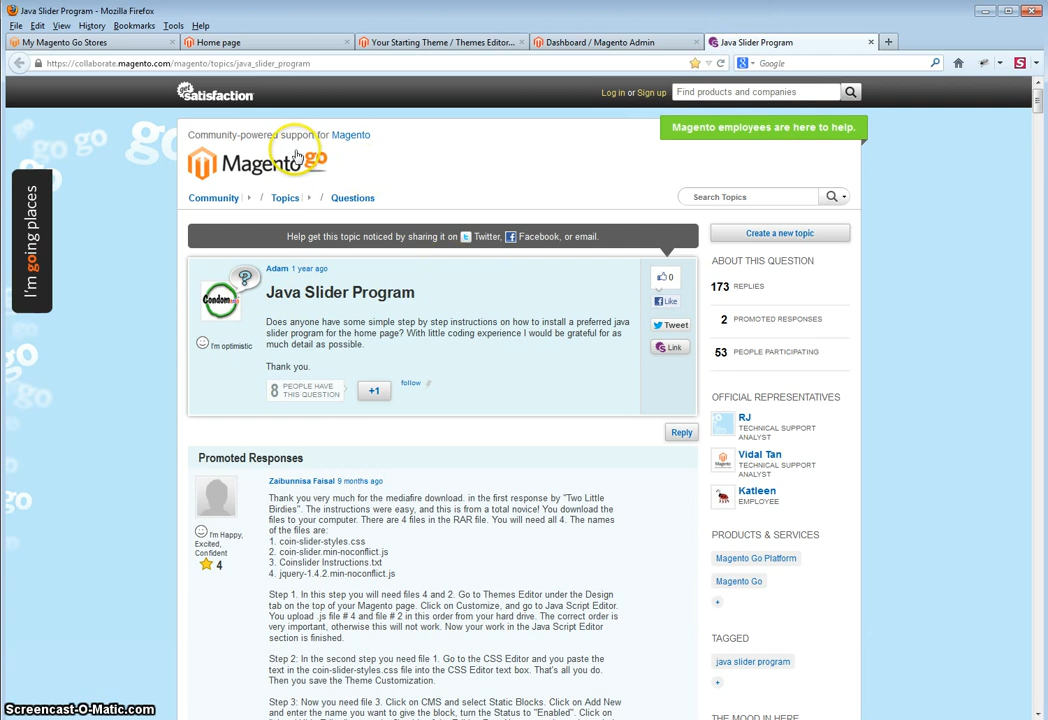 Java Slider Program - Mozilla Firefox
File Edit View History Bookmarks Tools Help
My Magento Go Stores × Home page × Your Starting Theme / Themes Editor... × Dashboard / Magento Admin × Java Slider Program × +
https://collaborate.magento.com/magento/topics/java_slider_program
Google
get satisfaction
Log in or Sign up
Find products and companies
Community-powered support for Magento
Magento employees are here to help.
Magento go
Community / Topics / Questions
Search Topics
I'm going places
Help get this topic noticed by sharing it on Twitter, Facebook, or email.
Create a new topic
Adam 1 year ago
Java Slider Program
Does anyone have some simple step by step instructions on how to install a preferred java
slider program for the home page? With little coding experience I would be grateful for as
much detail as possible.
Thank you.
I'm optimistic
8 PEOPLE HAVE
THIS QUESTION
+1
follow
0
Like
Tweet
Link
Reply
ABOUT THIS QUESTION
173 REPLIES
2 PROMOTED RESPONSES
53 PEOPLE PARTICIPATING
OFFICIAL REPRESENTATIVES
RJ
TECHNICAL SUPPORT
ANALYST
Vidal Tan
TECHNICAL SUPPORT
ANALYST
Katleen
EMPLOYEE
PRODUCTS & SERVICES
Magento Go Platform
Magento Go
+
TAGGED
java slider program
+
THE MOOD IN HERE
Promoted Responses
Zaibunnisa Faisal 9 months ago
I'm Happy,
Excited,
Confident
4
Thank you very much for the mediafire download. in the first response by "Two Little
Birdies". The instructions were easy, and this is from a total novice! You download the
files to your computer. There are 4 files in the RAR file. You will need all 4. The names
of the files are:
1. coin-slider-styles.css
2. coin-slider.min-noconflict.js
3. Coinslider Instructions.txt
4. jquery-1.4.2.min-noconflict.js
Step 1. In this step you will need files 4 and 2. Go to Themes Editor under the Design
tab on the top of your Magento page. Click on Customize, and go to Java Script Editor.
You upload .js file # 4 and file # 2 in this order from your hard drive. The correct order is
very important, otherwise this will not work. Now your work in the Java Script Editor
section is finished.
Step 2: In the second step you need file 1. Go to the CSS Editor and you paste the
text in the coin-slider-styles.css file into the CSS Editor text box. That's all you do.
Then you save the Theme Customization.
Step 3: Now you need file 3. Click on CMS and select Static Blocks. Click on Add New
and enter the name you want to give the block, turn the Status to "Enabled". Click on
Screencast-O-Matic.com